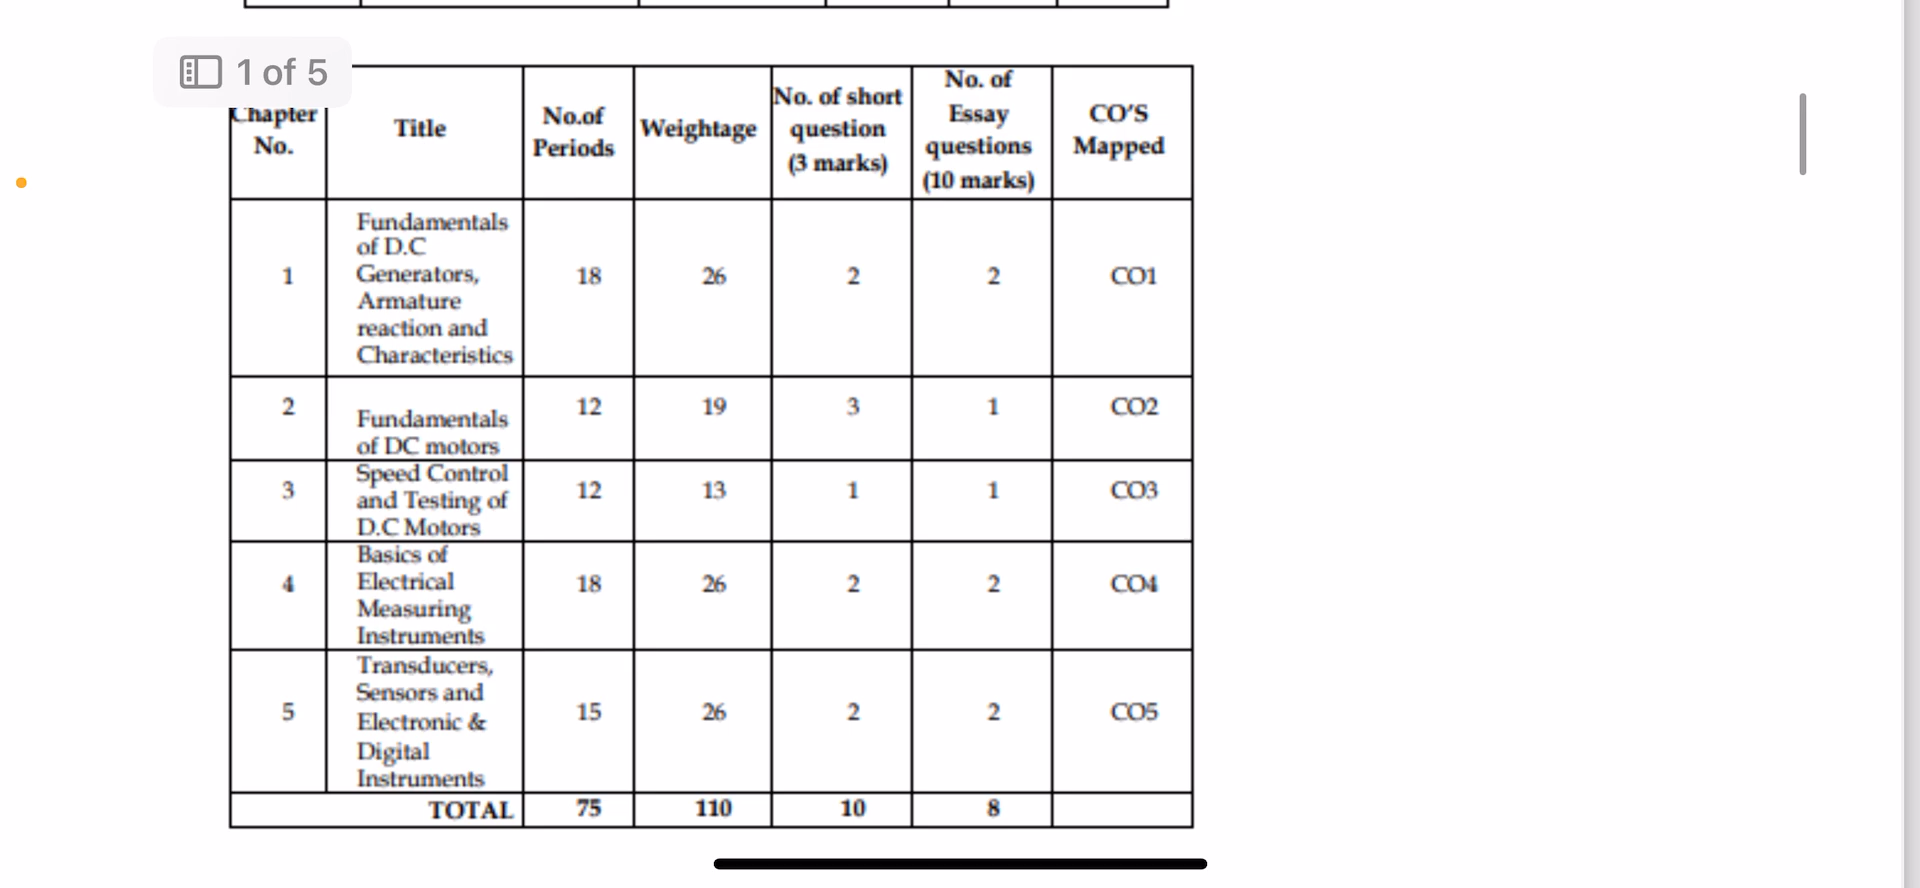 1 of 5
Chapter No.
Title
No.of Periods
Weightage
No. of short question (3 marks)
No. of Essay questions (10 marks)
CO'S Mapped
1
Fundamentals
of D.C
Generators,
Armature
reaction and
Characteristics
18
26
2
2
CO1
2
Fundamentals
of DC motors
12
19
3
1
CO2
3
Speed Control
and Testing of
D.C Motors
12
13
1
1
CO3
4
Basics of
Electrical
Measuring
Instruments
18
26
2
2
CO4
5
Transducers,
Sensors and
Electronic &
Digital
Instruments
15
26
2
2
CO5
TOTAL
75
110
10
8